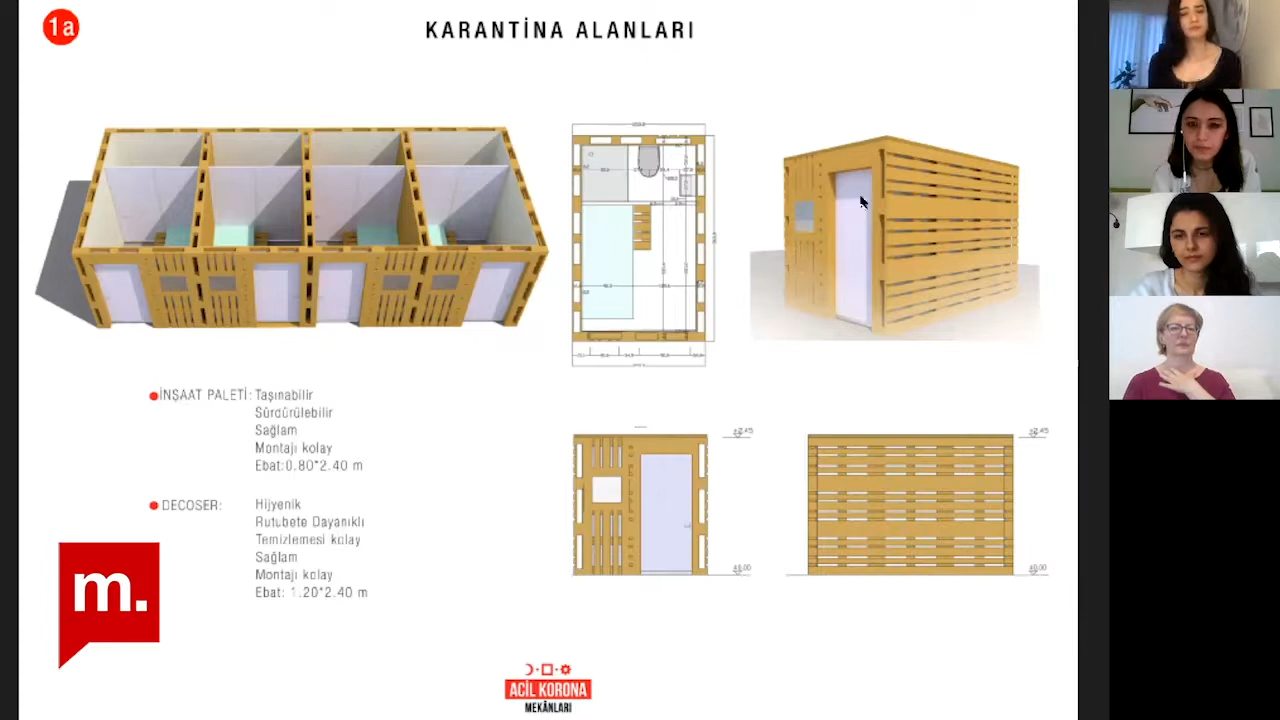 1a
KARANTİNA ALANLARI
İNŞAAT PALETİ: Taşınabilir
Sürdürülebilir
Sağlam
Montajı kolay
Ebat:0.80*2.40 m
DECOSER: Hijyenik
Rutubete Dayanıklı
Temizlemesi kolay
Sağlam
Montajı kolay
Ebat: 1.20*2.40 m
m.
ACİL KORONA
MEKÂNLARI